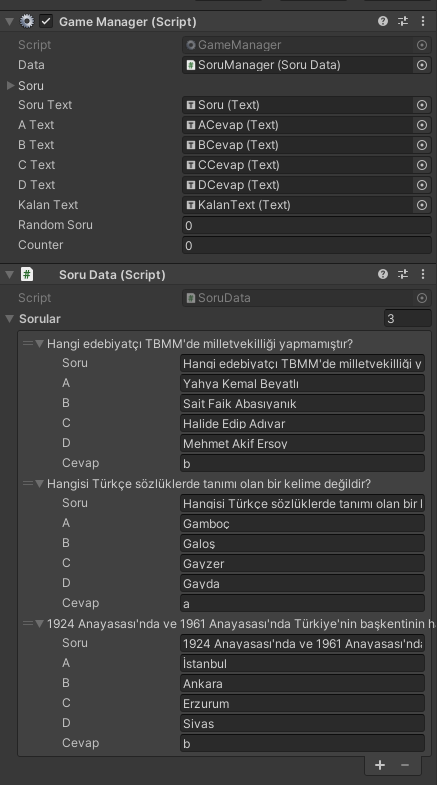 Game Manager (Script)
Script GameManager
Data SoruManager (Soru Data)
Soru
Soru Text Soru (Text)
A Text ACevap (Text)
B Text BCevap (Text)
C Text CCevap (Text)
D Text DCevap (Text)
Kalan Text KalanText (Text)
Random Soru 0
Counter 0
Soru Data (Script)
Script SoruData
Sorular 3
Hangi edebiyatçı TBMM'de milletvekilliği yapmamıştır?
Soru Hangi edebiyatçı TBMM'de milletvekilliği y
A Yahya Kemal Beyatlı
B Sait Faik Abasıyanık
C Halide Edip Adıvar
D Mehmet Akif Ersoy
Cevap b
Hangisi Türkçe sözlüklerde tanımı olan bir kelime değildir?
Soru Hangisi Türkçe sözlüklerde tanımı olan bir
A Gamboç
B Galoş
C Gayzer
D Gayda
Cevap a
1924 Anayasası'nda ve 1961 Anayasası'nda Türkiye'nin başkentinin
Soru 1924 Anayasası'nda ve 1961 Anayasası'nd
A İstanbul
B Ankara
C Erzurum
D Sivas
Cevap b